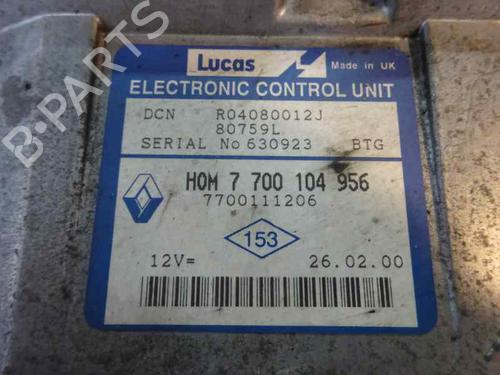 Lucas
Made in UK
ELECTRONIC CONTROL UNIT
DCN R04080012J
80759L
SERIAL No 630923 BTG
HOM 7 700 104 956
7700111206
153
12V= 26.02.00
B-PARTS